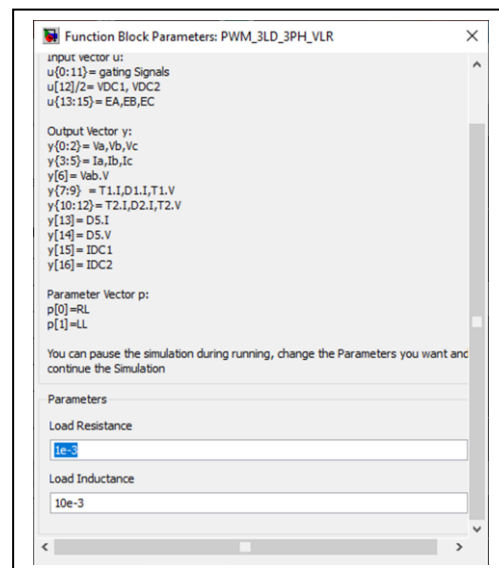 Function Block Parameters: PWM_3LD_3PH_VLR
Input vector u:
u{0:11}= gating Signals
u[12]/2= VDC1, VDC2
u{13:15}= EA,EB,EC
Output Vector y:
y{0:2}= Va,Vb,Vc
y{3:5}= Ia,Ib,Ic
y[6]= Vab.V
y{7:9} = T1.I,D1.I,T1.V
y{10:12}= T2.I,D2.I,T2.V
y[13]= D5.I
y[14]= D5.V
y[15]= IDC1
y[16]= IDC2
Parameter Vector p:
p[0]=RL
p[1]=LL
You can pause the simulation during running, change the Parameters you want and
continue the Simulation
Parameters
Load Resistance
1e-3
Load Inductance
10e-3